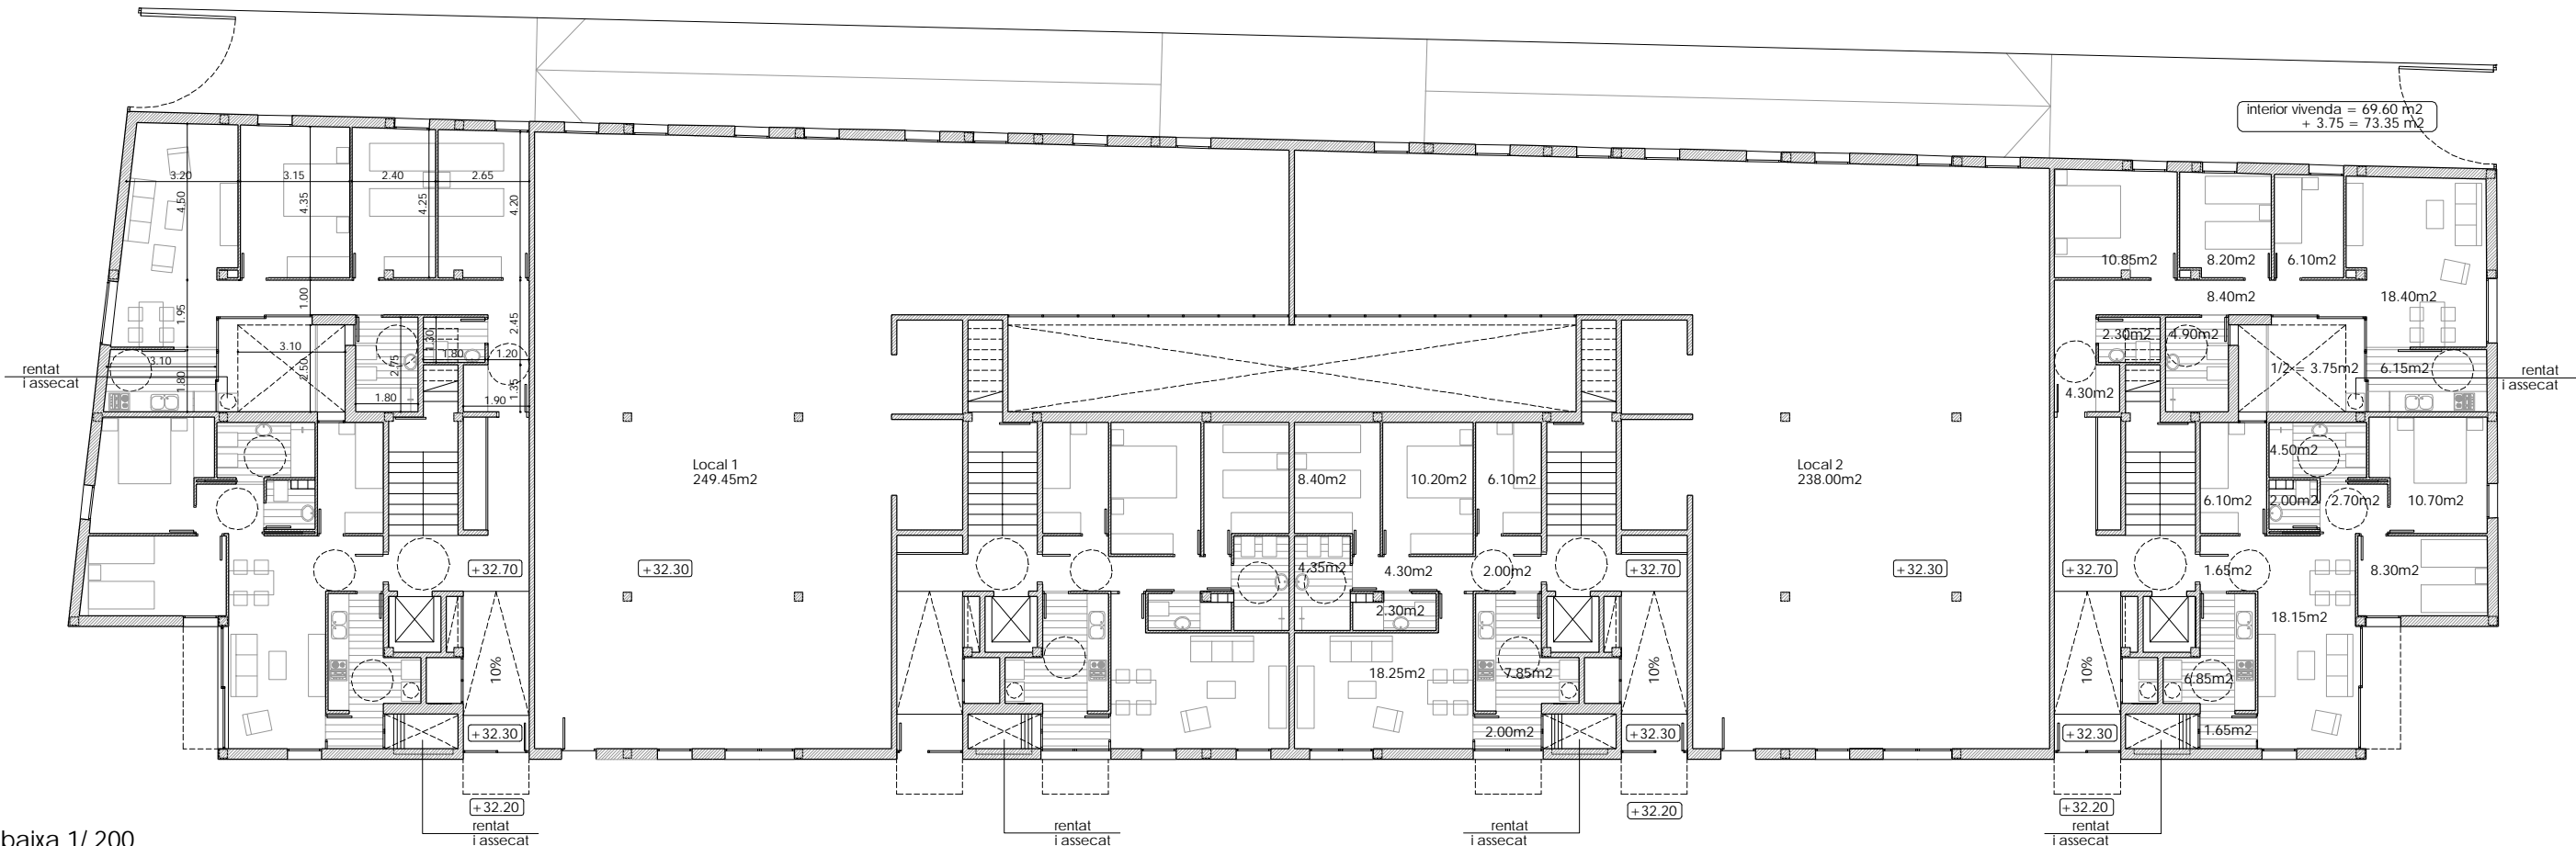 interior vivenda = 69.60 m2
+ 3.75 = 73.35 m2
3.20
3.15
2.40
2.65
4.50
4.35
4.25
4.20
1.95
1.00
2.45
1.30
3.10
2.50
2.75
1.80
1.20
3.10
1.80
1.80
1.90
1.35
rentat
i assecat
10.85m2
8.20m2
6.10m2
8.40m2
18.40m2
2.30m2
4.90m2
1/2 = 3.75m2
6.15m2
4.30m2
rentat
i assecat
Local 1
249.45m2
Local 2
238.00m2
8.40m2
10.20m2
6.10m2
4.50m2
6.10m2
2.00m2
2.70m2
10.70m2
+32.70
+32.30
4.35m2
4.30m2
2.00m2
+32.70
+32.30
+32.70
1.65m2
8.30m2
2.30m2
18.15m2
10%
18.25m2
7.85m2
10%
10%
6.85m2
+32.30
2.00m2
+32.30
+32.30
1.65m2
+32.20
+32.20
+32.20
rentat
i assecat
rentat
i assecat
rentat
i assecat
rentat
i assecat
baixa 1/ 200